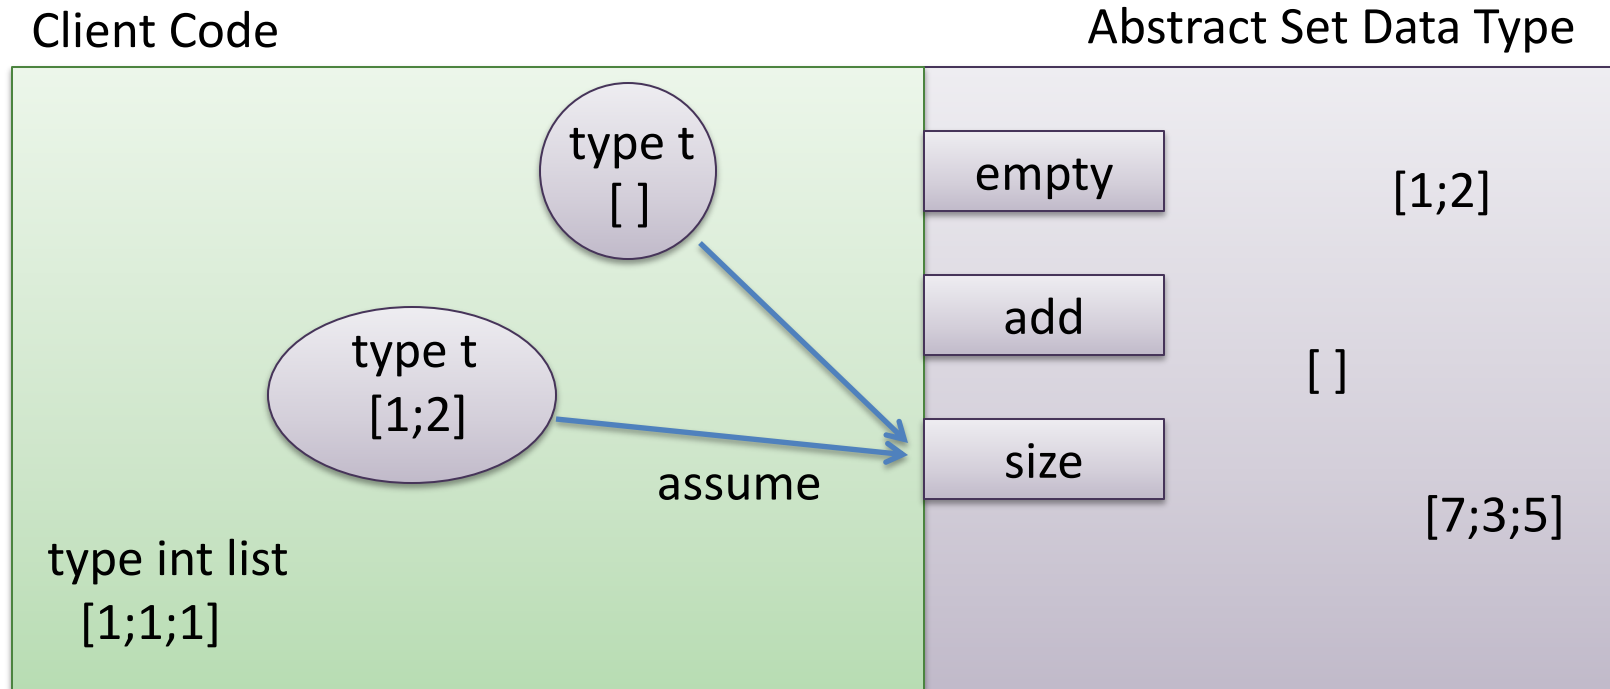 Client Code
Abstract Set Data Type
type t
[ ]
empty
[1;2]
add
type t
[1;2]
[ ]
size
assume
[7;3;5]
type int list
[1;1;1]